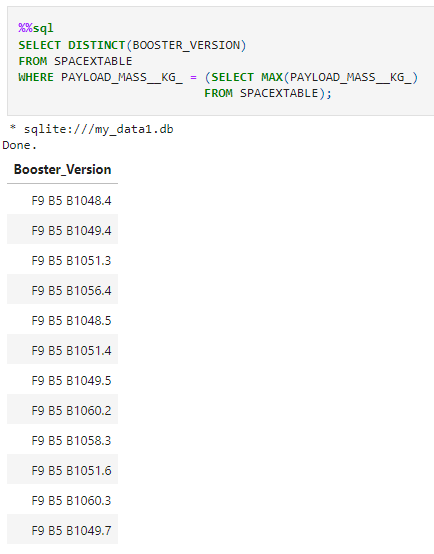 %%sql
SELECT DISTINCT(BOOSTER_VERSION)
FROM SPACEXTABLE
WHERE PAYLOAD_MASS__KG_ = (SELECT MAX(PAYLOAD_MASS__KG_)
FROM SPACEXTABLE);
* sqlite:///my_data1.db
Done.
Booster_Version
F9 B5 B1048.4
F9 B5 B1049.4
F9 B5 B1051.3
F9 B5 B1056.4
F9 B5 B1048.5
F9 B5 B1051.4
F9 B5 B1049.5
F9 B5 B1060.2
F9 B5 B1058.3
F9 B5 B1051.6
F9 B5 B1060.3
F9 B5 B1049.7